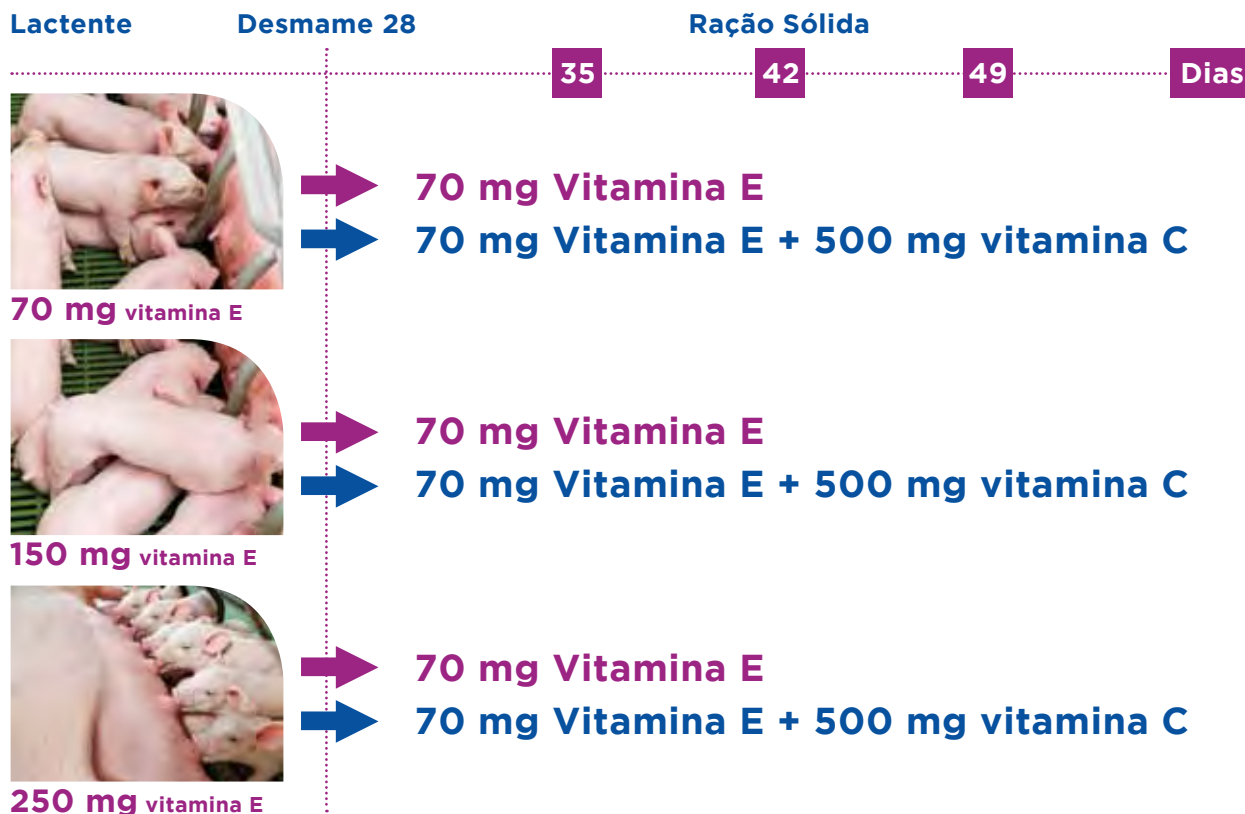 Lactente Desmame 28 Ração Sólida
35 42 49 Dias
70 mg Vitamina E
70 mg Vitamina E + 500 mg vitamina C
70 mg vitamina E
70 mg Vitamina E
70 mg Vitamina E + 500 mg vitamina C
150 mg vitamina E
70 mg Vitamina E
70 mg Vitamina E + 500 mg vitamina C
250 mg vitamina E